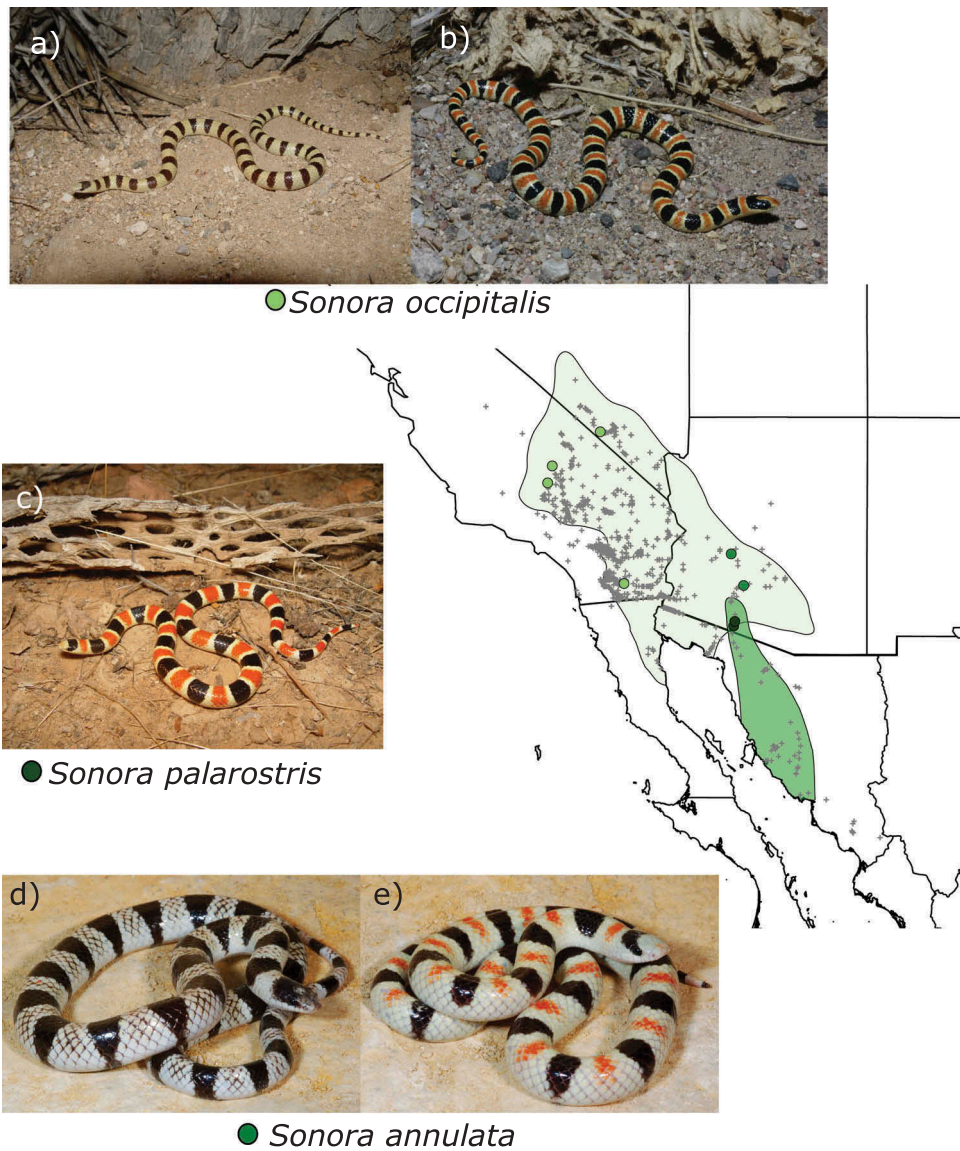 a)
b)
Sonora occipitalis
c)
Sonora palarostris
d)
e)
Sonora annulata